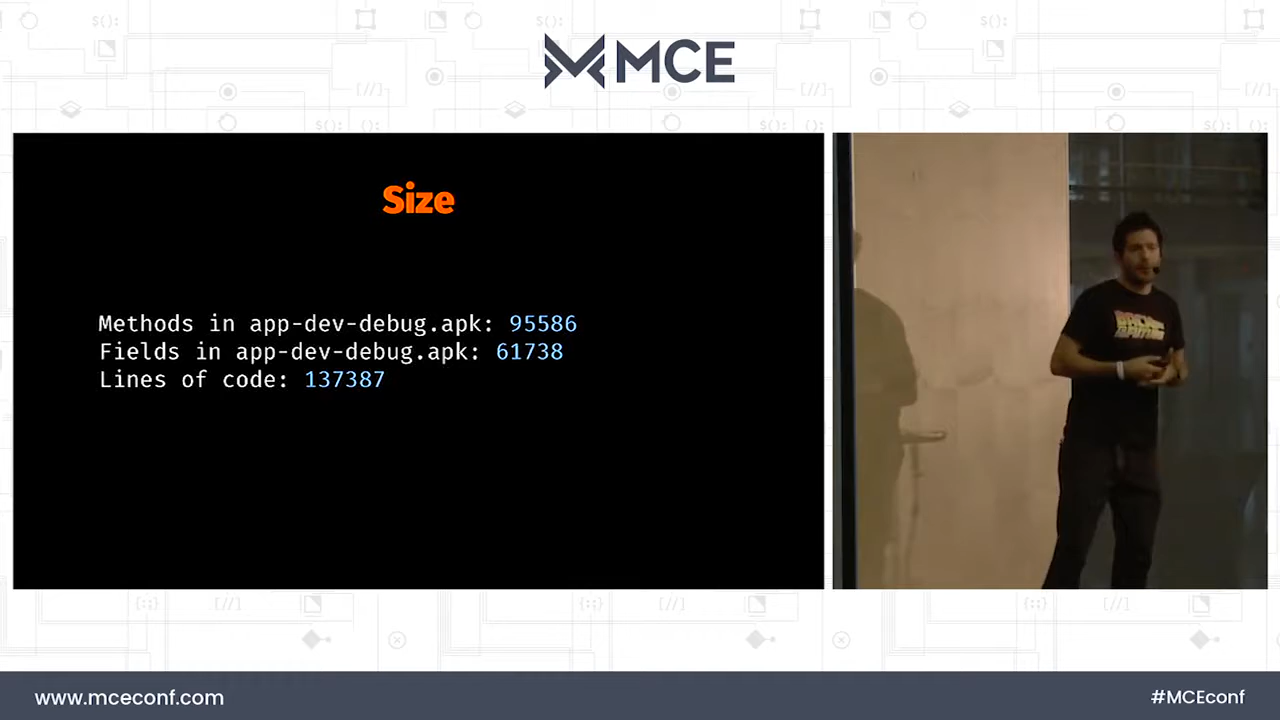 MCE
Size
Methods in app-dev-debug.apk: 95586
Fields in app-dev-debug.apk: 61738
Lines of code: 137387
www.mceconf.com
#MCEconf